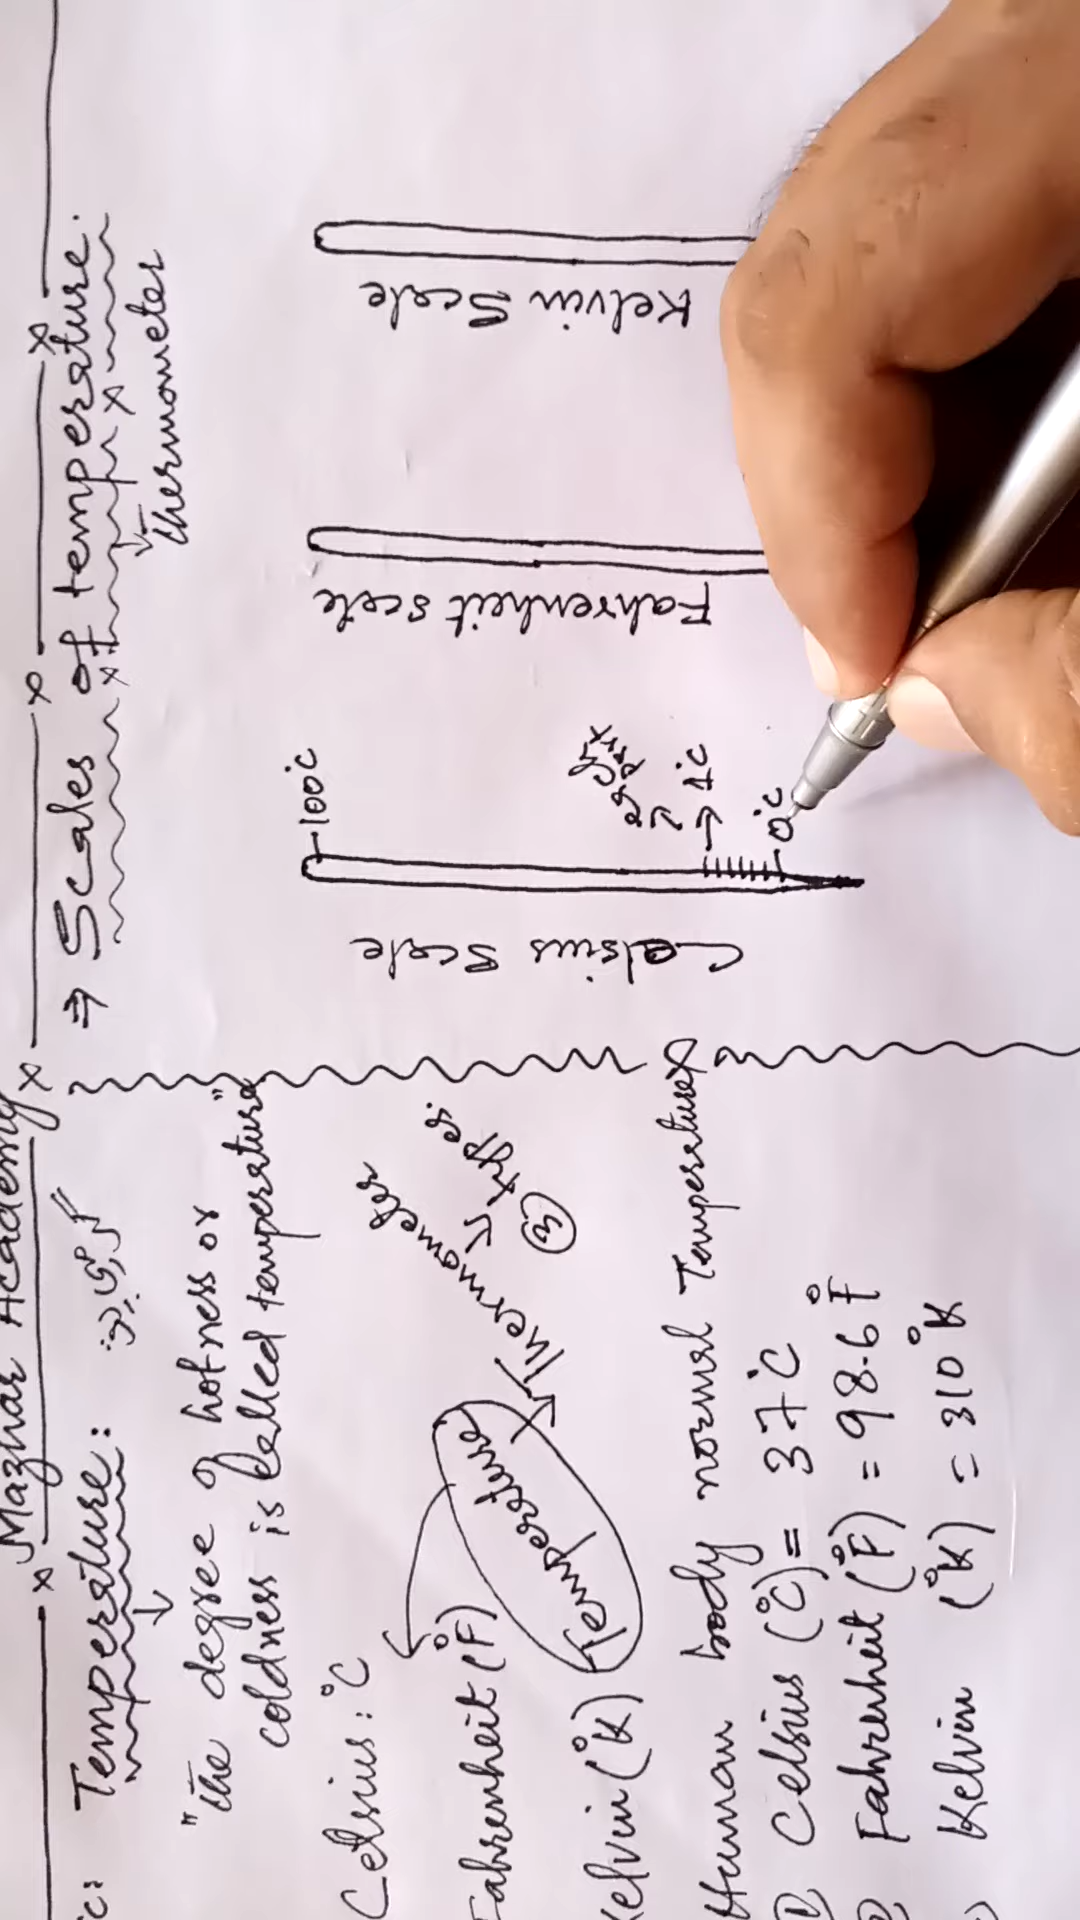 Mazhar Academy
Temperature:
"The degree of hotness or
coldness is called temperature"
Celsius: °C
Fahrenheit (°F)
Kelvin (°K)
Temperature
Thermometer
③ types.
Human body normal Temperature
① Celsius (°C) = 37°C
② Fahrenheit (°F) = 98.6°F
Kelvin (°K) = 310°K
⇒ Scales of temperature:
Thermometer
Celsius Scale
100°C
1°C
0°C
Fahrenheit scale
Kelvin Scale